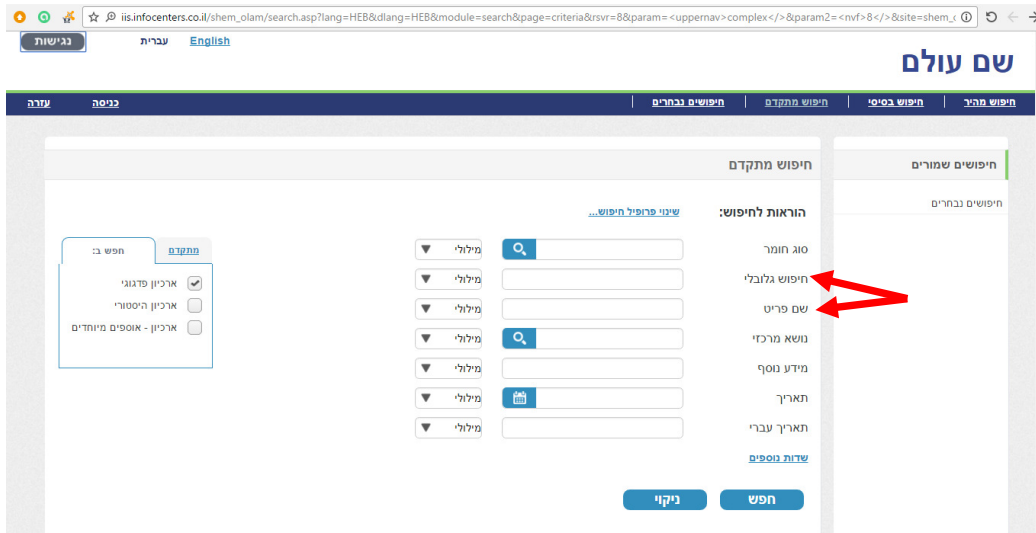 iis.infocenters.co.il/shem_olam/search.asp?lang=HEB&dlang=HEB&module=search&page=criteria&rsvr=8&param=<uppernav>complex</>&param2=<nvf>8</>&site=shem_
English עברית נגישות
שם עולם
חיפוש מהיר | חיפוש בסיסי | חיפוש מתקדם | חיפושים נבחרים כניסה עזרה
חיפושים שמורים
חיפושים נבחרים
חיפוש מתקדם
הוראות לחיפוש: שינוי פרופיל חיפוש...
סוג חומר מילולי
חיפוש גלובלי מילולי
שם פריט מילולי
נושא מרכזי מילולי
מידע נוסף מילולי
תאריך מילולי
תאריך עברי מילולי
שדות נוספים
חפש ניקוי
מתקדם חפש ב:
ארכיון פדגוגי
ארכיון היסטורי
ארכיון - אוספים מיוחדים